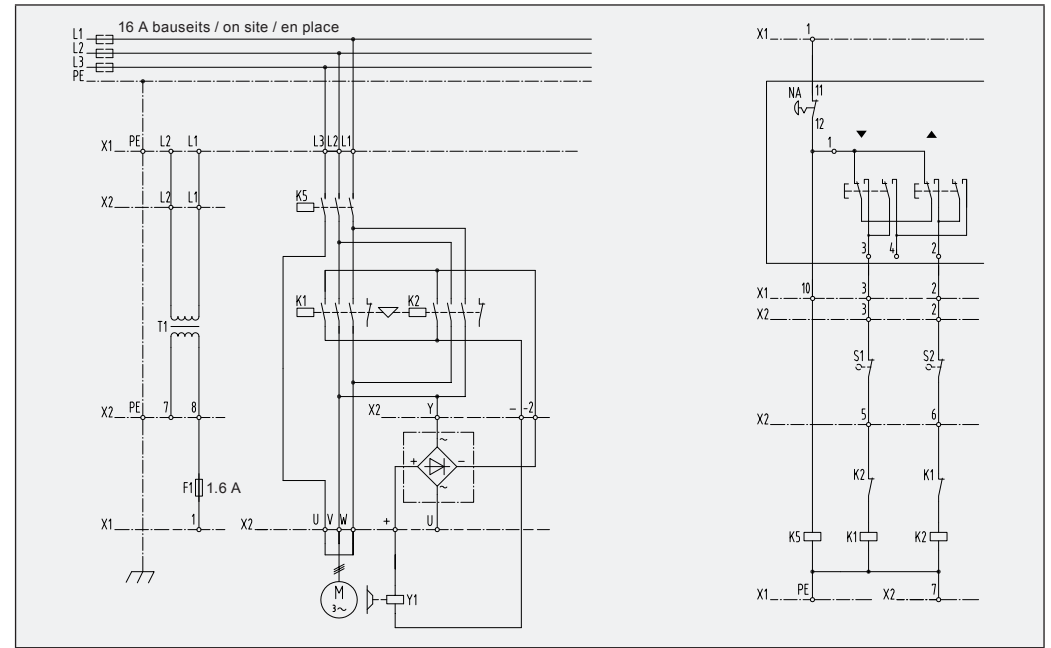 16 A bauseits / on site / en place
L1
L2
L3
PE
X1 PE L2 L1 L3 L2 L1
X2 L2 L1
K5
K1 K2
T1
X2 PE 7 8
X2 Y - -2
~
+ -
~
F1 1.6 A
X1 1
X2 U V W + U
M
3~
Y1
X1 1
NA 11
12
1
3 4 2
X1 10 3 2
X2 3 2
S1 S2
X2 5 6
K2 K1
K5 K1 K2
X1 PE X2 7